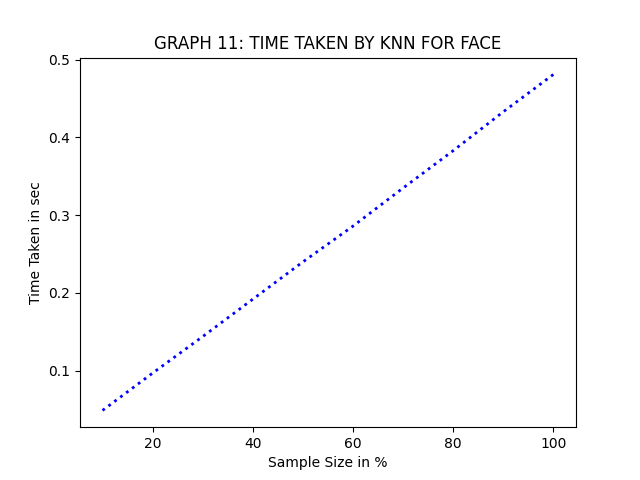 GRAPH 11: TIME TAKEN BY KNN FOR FACE
0.5
0.4
0.3
0.2
0.1
Time Taken in sec
20 40 60 80 100
Sample Size in %